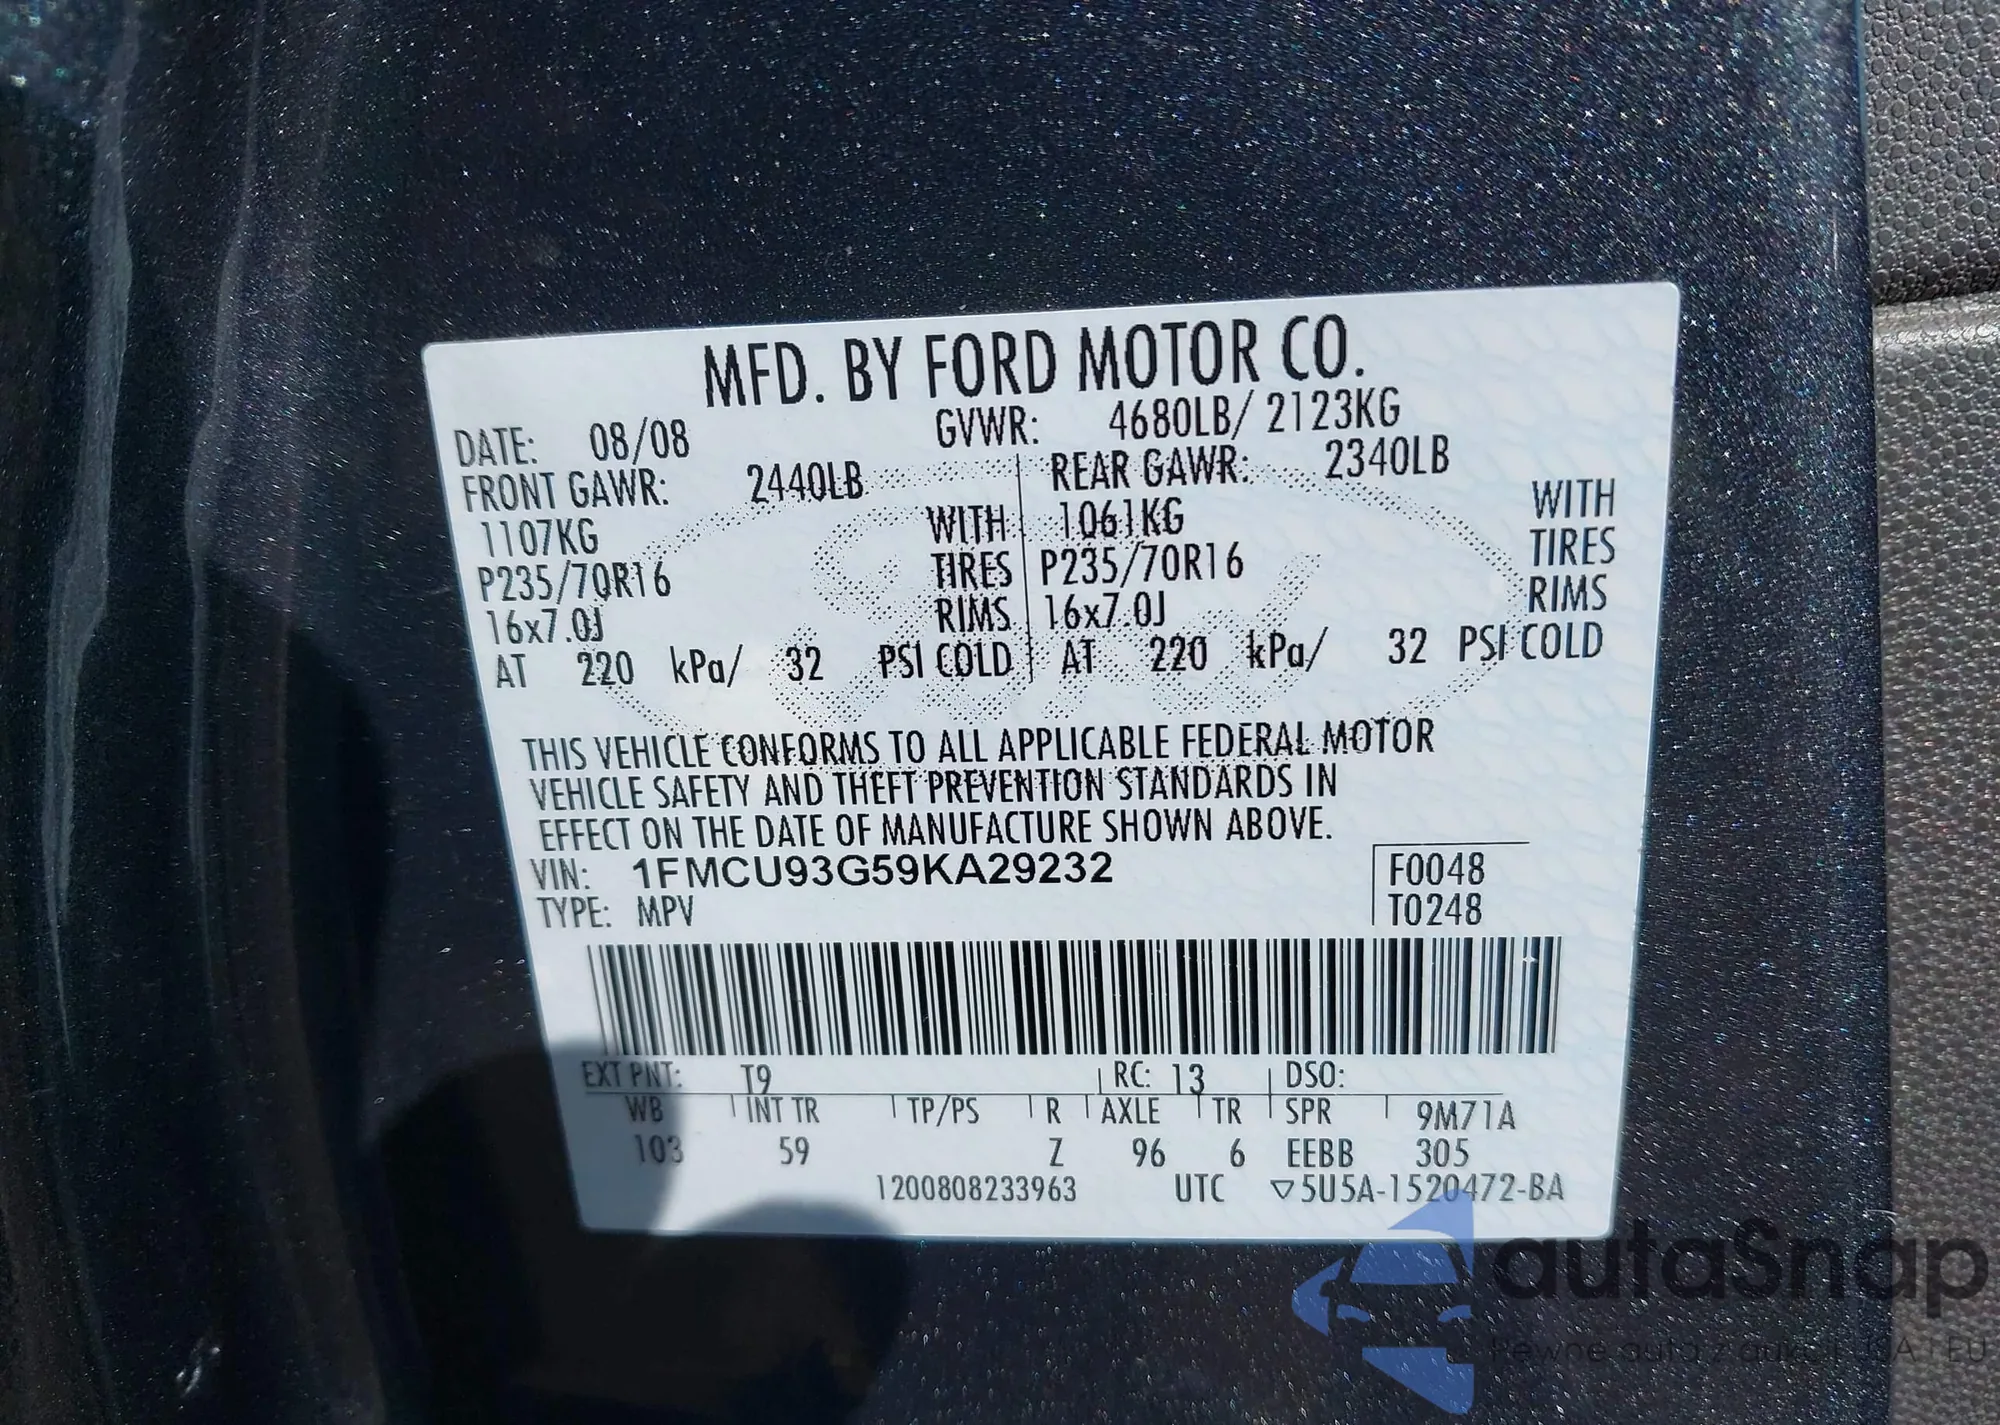 MFD. BY FORD MOTOR CO.
DATE: 08/08 GVWR: 4680LB/ 2123KG
FRONT GAWR: 2440LB REAR GAWR: 2340LB
1107KG WITH 1061KG WITH
P235/70R16 TIRES P235/70R16 TIRES
16x7.0J RIMS 16x7.0J RIMS
AT 220 kPa/ 32 PSI COLD AT 220 kPa/ 32 PSI COLD
THIS VEHICLE CONFORMS TO ALL APPLICABLE FEDERAL MOTOR
VEHICLE SAFETY AND THEFT PREVENTION STANDARDS IN
EFFECT ON THE DATE OF MANUFACTURE SHOWN ABOVE.
VIN: 1FMCU93G59KA29232 F0048
TYPE: MPV T0248
EXT PNT: T9 RC: 13 DSO:
WB INT TR TP/PS R AXLE TR SPR 9M71A
103 59 Z 96 6 EEBB 305
1200808233963 UTC ▽5U5A-1520472-BA
autaSnap
Pewne auta z aukcji USA i EU